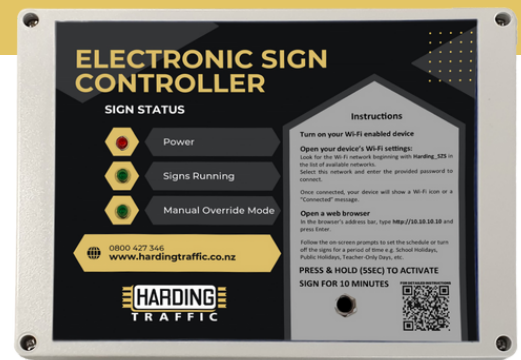 ELECTRONIC SIGN
CONTROLLER
SIGN STATUS
Power
Signs Running
Manual Override Mode
0800 427 346
www.hardingtraffic.co.nz
HARDING
TRAFFIC
Instructions
Turn on your Wi-Fi enabled device
Open your device's Wi-Fi settings:
Look for the Wi-Fi network beginning with Harding_SZS in
the list of available networks.
Select this network and enter the provided password to
connect.
Once connected, your device will show a Wi-Fi icon or a
"Connected" message.
Open a web browser
In the browser's address bar, type http://10.10.10.10 and
press Enter.
Follow the on-screen prompts to set the schedule or turn
off the signs for a period of time e.g. School Holidays,
Public Holidays, Teacher-Only Days, etc.
PRESS & HOLD (5SEC) TO ACTIVATE
SIGN FOR 10 MINUTES
FOR DETAILED INSTRUCTIONS